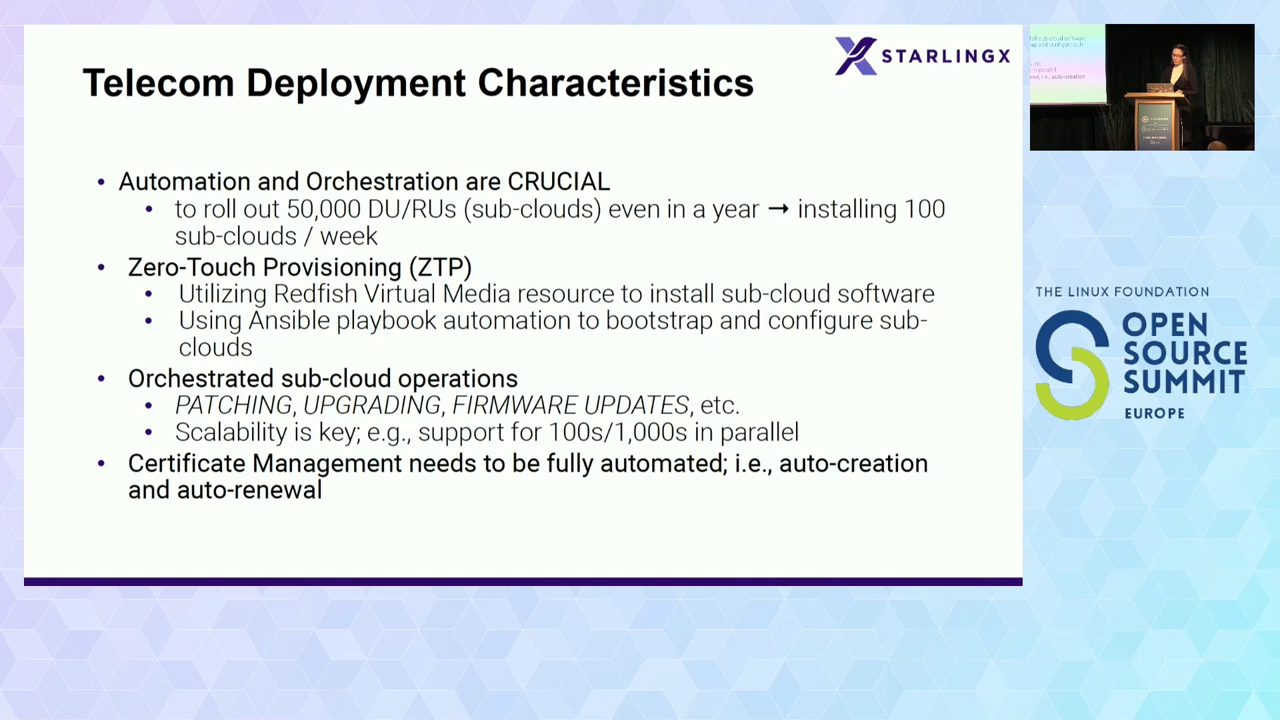 STARLINGX
Telecom Deployment Characteristics
• Automation and Orchestration are CRUCIAL
• to roll out 50,000 DU/RUs (sub-clouds) even in a year → installing 100
sub-clouds / week
• Zero-Touch Provisioning (ZTP)
• Utilizing Redfish Virtual Media resource to install sub-cloud software
• Using Ansible playbook automation to bootstrap and configure sub-
clouds
• Orchestrated sub-cloud operations
• PATCHING, UPGRADING, FIRMWARE UPDATES, etc.
• Scalability is key; e.g., support for 100s/1,000s in parallel
• Certificate Management needs to be fully automated; i.e., auto-creation
and auto-renewal
THE LINUX FOUNDATION
OPEN
SOURCE
SUMMIT
EUROPE